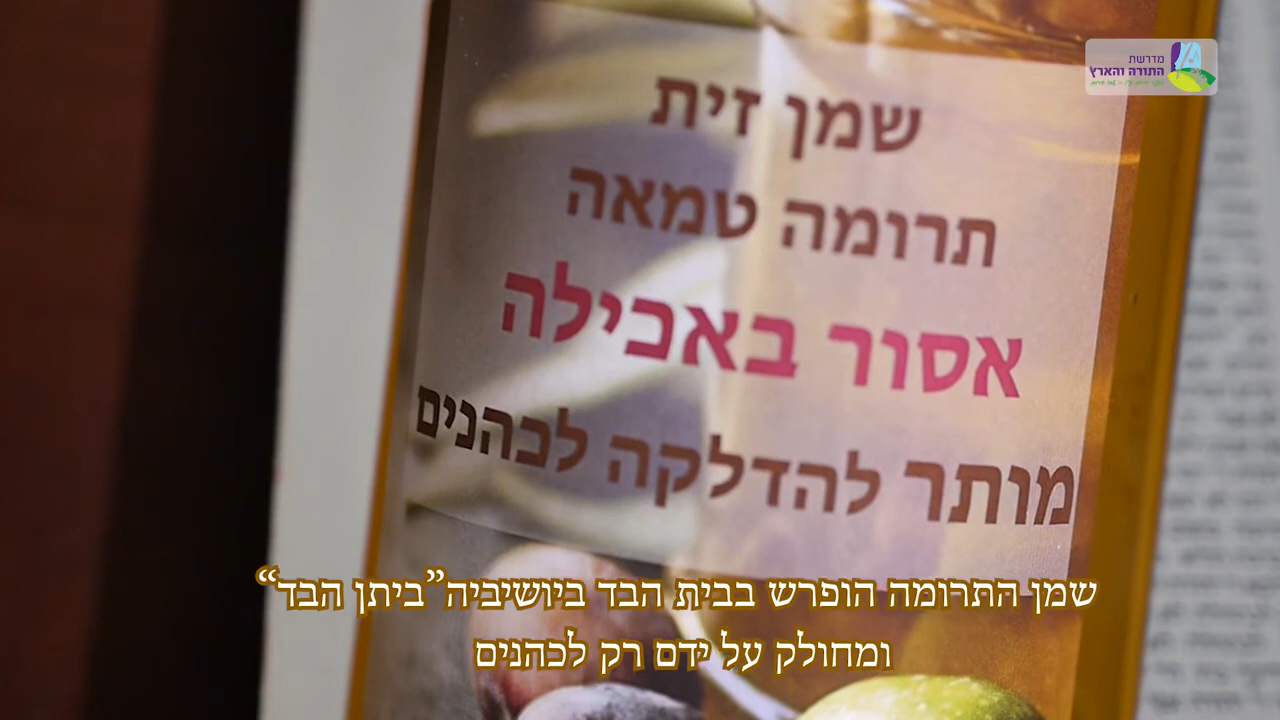 מדרשת
התורה והארץ
שמן זית
תרומה טמאה
אסור באכילה
מותר להדלקה לכהנים
שמן התרומה הופרש בבית הבד ביושיביה”ביתן הבד“
ומחולק על ידם רק לכהנים